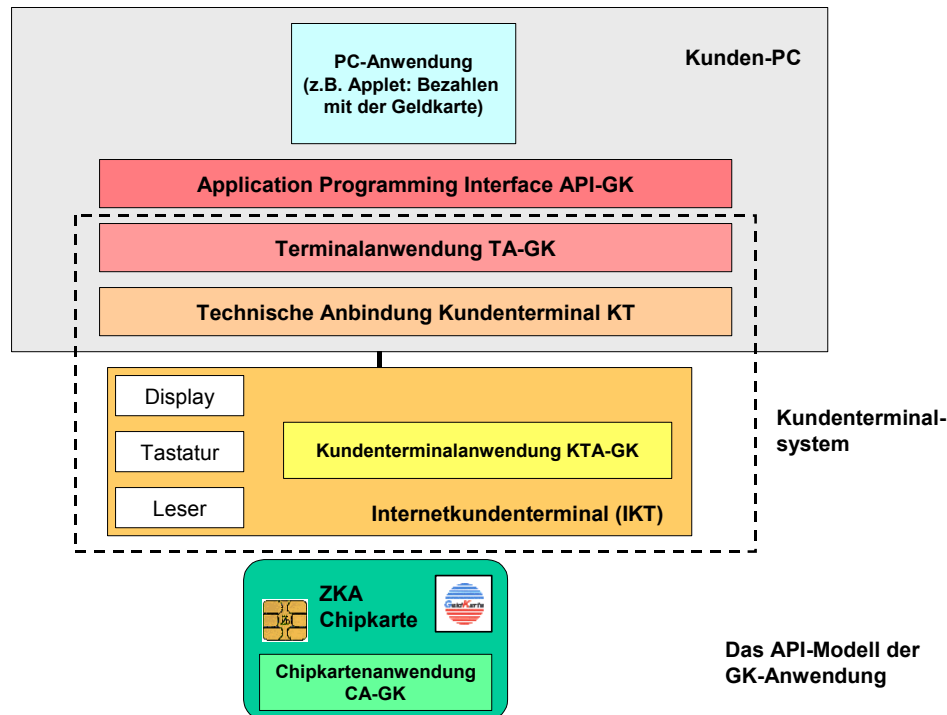 PC-Anwendung
(z.B. Applet: Bezahlen
mit der Geldkarte)
Kunden-PC
Application Programming Interface API-GK
Terminalanwendung TA-GK
Technische Anbindung Kundenterminal KT
Display
Tastatur
Leser
Kundenterminalanwendung KTA-GK
Internetkundenterminal (IKT)
Kundenterminal-
system
ZKA
Chipkarte
GeldKarte
Chipkartenanwendung
CA-GK
Das API-Modell der
GK-Anwendung